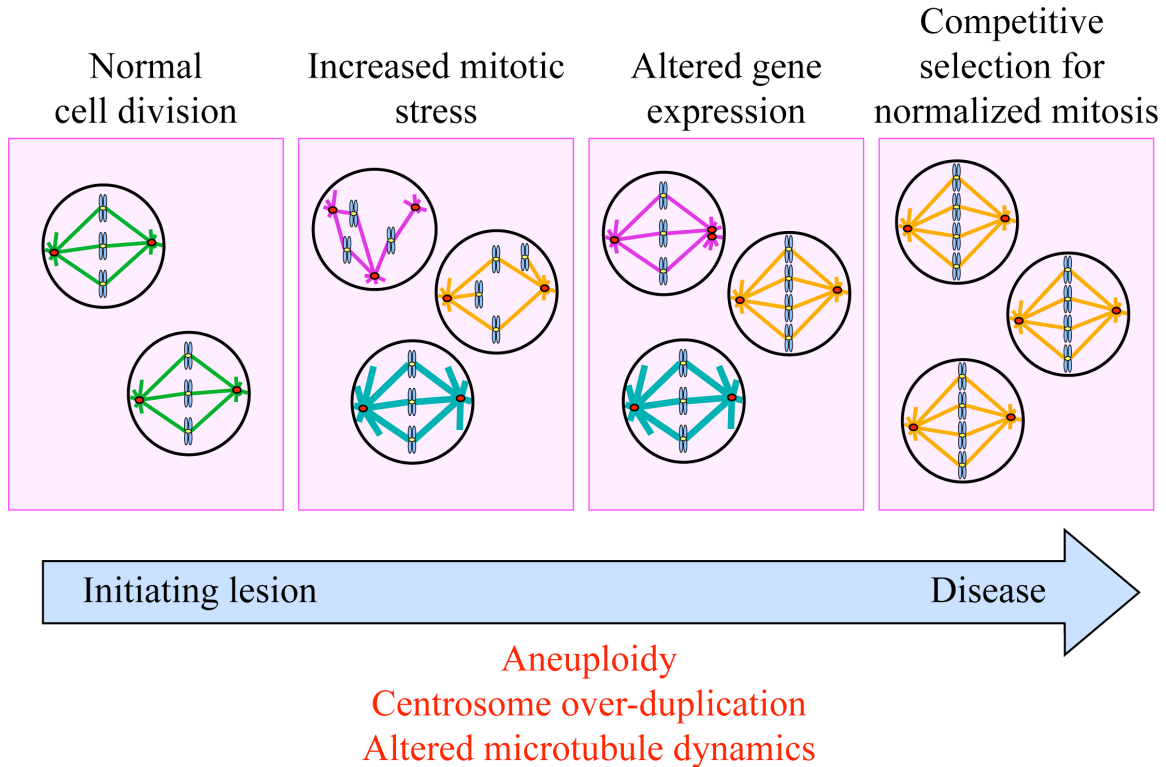 Normal
cell division
Increased mitotic
stress
Altered gene
expression
Competitive
selection for
normalized mitosis
Initiating lesion
Disease
Aneuploidy
Centrosome over-duplication
Altered microtubule dynamics